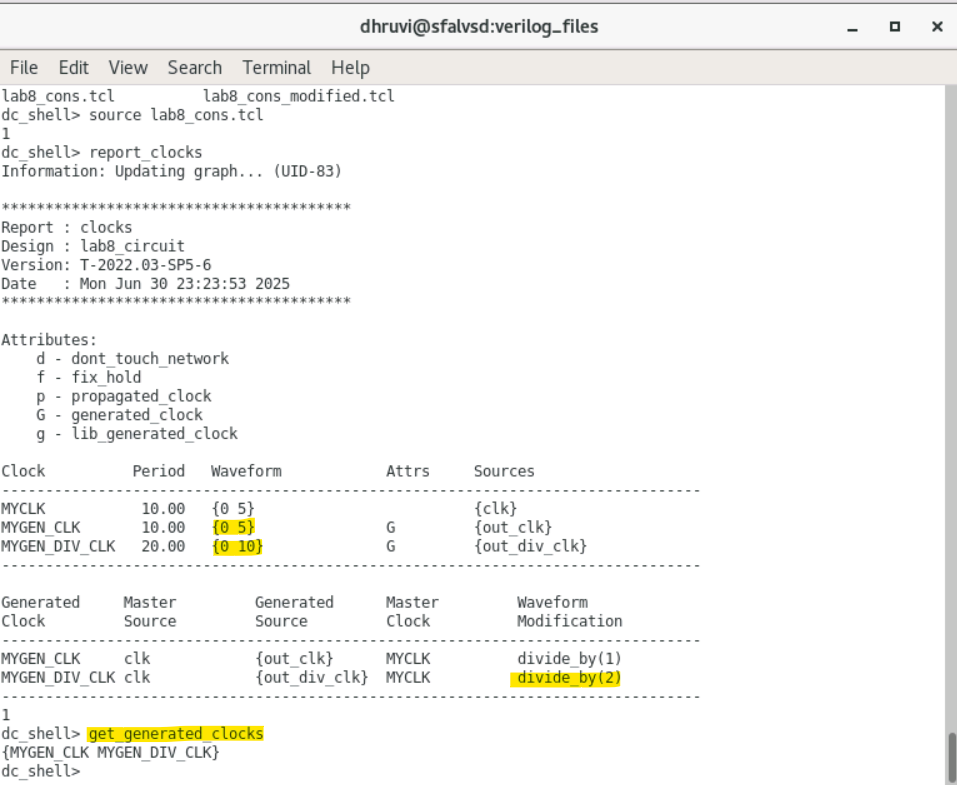 dhruvi@sfalvsd:verilog_files
File Edit View Search Terminal Help
lab8_cons.tcl          lab8_cons_modified.tcl
dc_shell> source lab8_cons.tcl
1
dc_shell> report_clocks
Information: Updating graph... (UID-83)
****************************************
Report : clocks
Design : lab8_circuit
Version: T-2022.03-SP5-6
Date   : Mon Jun 30 23:23:53 2025
****************************************
Attributes:
    d - dont_touch_network
    f - fix_hold
    p - propagated_clock
    G - generated_clock
    g - lib_generated_clock
Clock          Period   Waveform            Attrs     Sources
--------------------------------------------------------------------------------
MYCLK           10.00   {0 5}                         {clk}
MYGEN_CLK       10.00   {0 5}               G         {out_clk}
MYGEN_DIV_CLK   20.00   {0 10}              G         {out_div_clk}
--------------------------------------------------------------------------------
Generated     Master         Generated      Master         Waveform
Clock         Source         Source         Clock          Modification
--------------------------------------------------------------------------------
MYGEN_CLK     clk            {out_clk}      MYCLK          divide_by(1)
MYGEN_DIV_CLK clk            {out_div_clk}  MYCLK          divide_by(2)
--------------------------------------------------------------------------------
1
dc_shell> get_generated_clocks
{MYGEN_CLK MYGEN_DIV_CLK}
dc_shell>